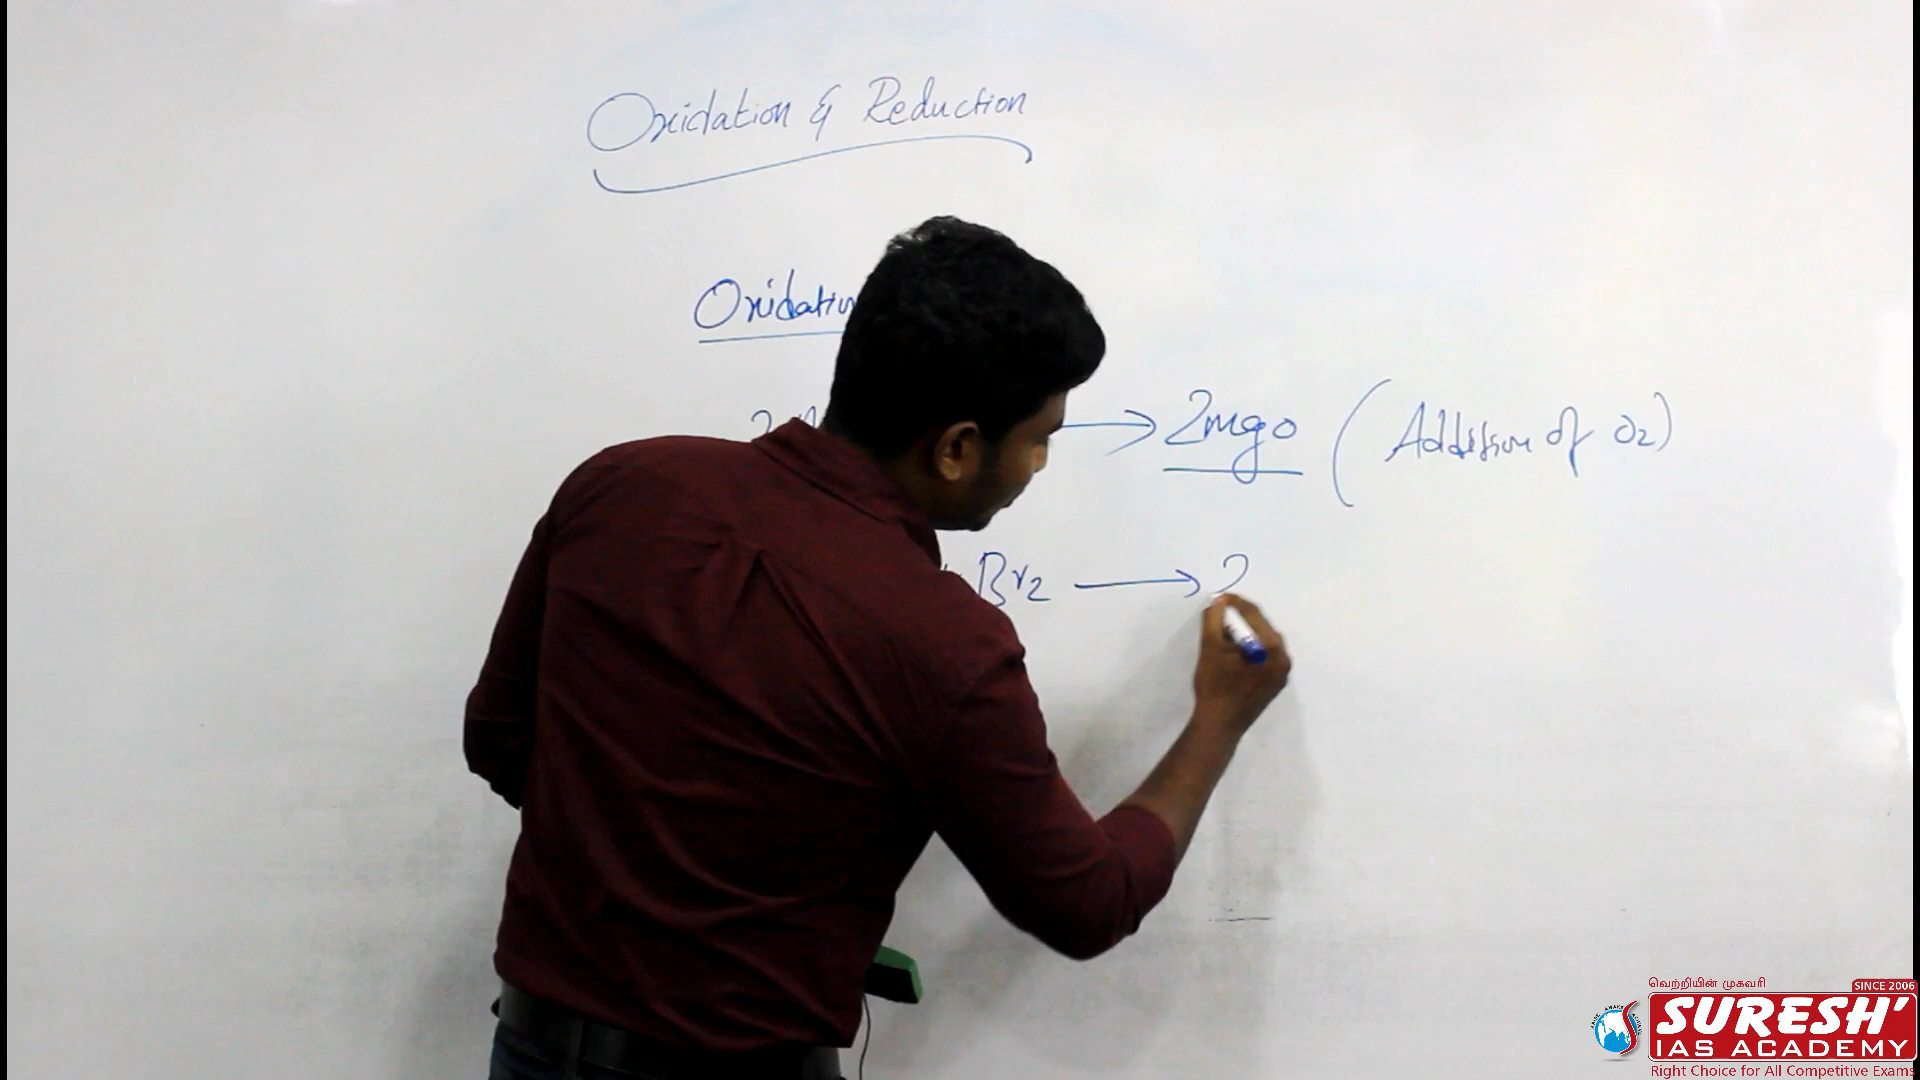 Oxidation & Reduction
Oxidation
2 → 2mgo (Addition of O2)
Br2 → 2
வெற்றியின் முகவரி
SINCE 2006
SURESH'
IAS ACADEMY
Right Choice for All Competitive Exams